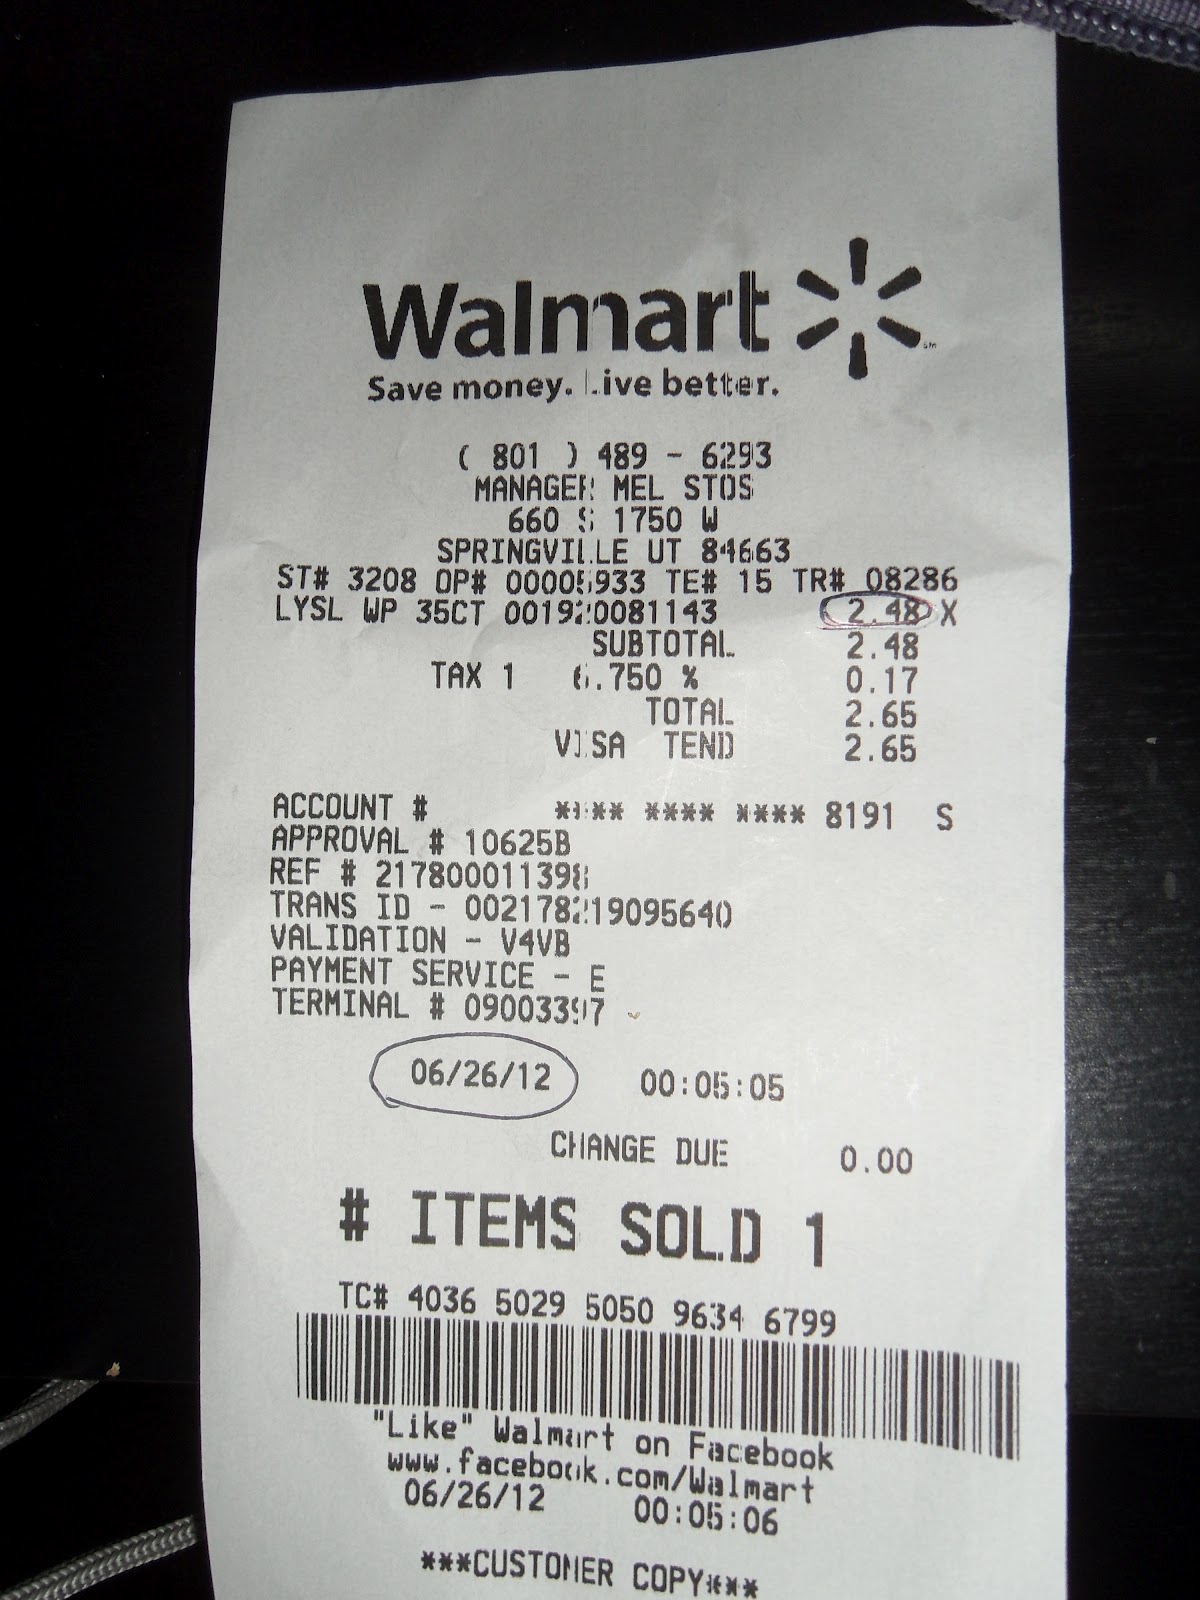 Walmart
Save money. Live better.
( 801 ) 489 - 6293
MANAGER MEL STOS
660 S 1750 W
SPRINGVILLE UT 84663
ST# 3208 OP# 00005933 TE# 15 TR# 08286
LYSL WP 35CT 001920081143 2.48 X
SUBTOTAL 2.48
TAX 1 6.750 % 0.17
TOTAL 2.65
VISA TEND 2.65
ACCOUNT # **** **** **** 8191 S
APPROVAL # 10625B
REF # 217800011398
TRANS ID - 002178219095640
VALIDATION - V4VB
PAYMENT SERVICE - E
TERMINAL # 09003397
06/26/12 00:05:05
CHANGE DUE 0.00
# ITEMS SOLD 1
TC# 4036 5029 5050 9634 6799
"Like" Walmart on Facebook
www.facebook.com/Walmart
06/26/12 00:05:06
***CUSTOMER COPY***